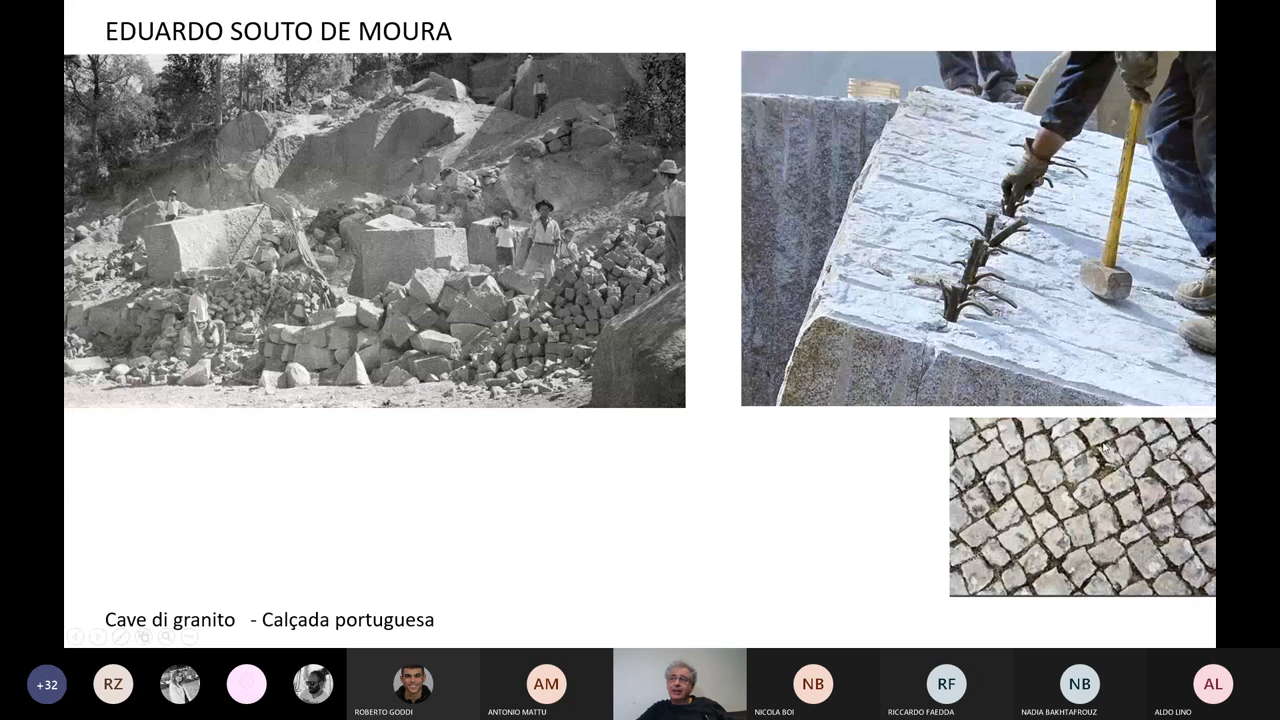 EDUARDO SOUTO DE MOURA
Cave di granito - Calçada portuguesa
+32
RZ
AM
NB
RF
NB
AL
ROBERTO GODDI
ANTONIO MATTU
NICOLA BOI
RICCARDO FAEDDA
NADIA BAKHTAFROUZ
ALDO LINO